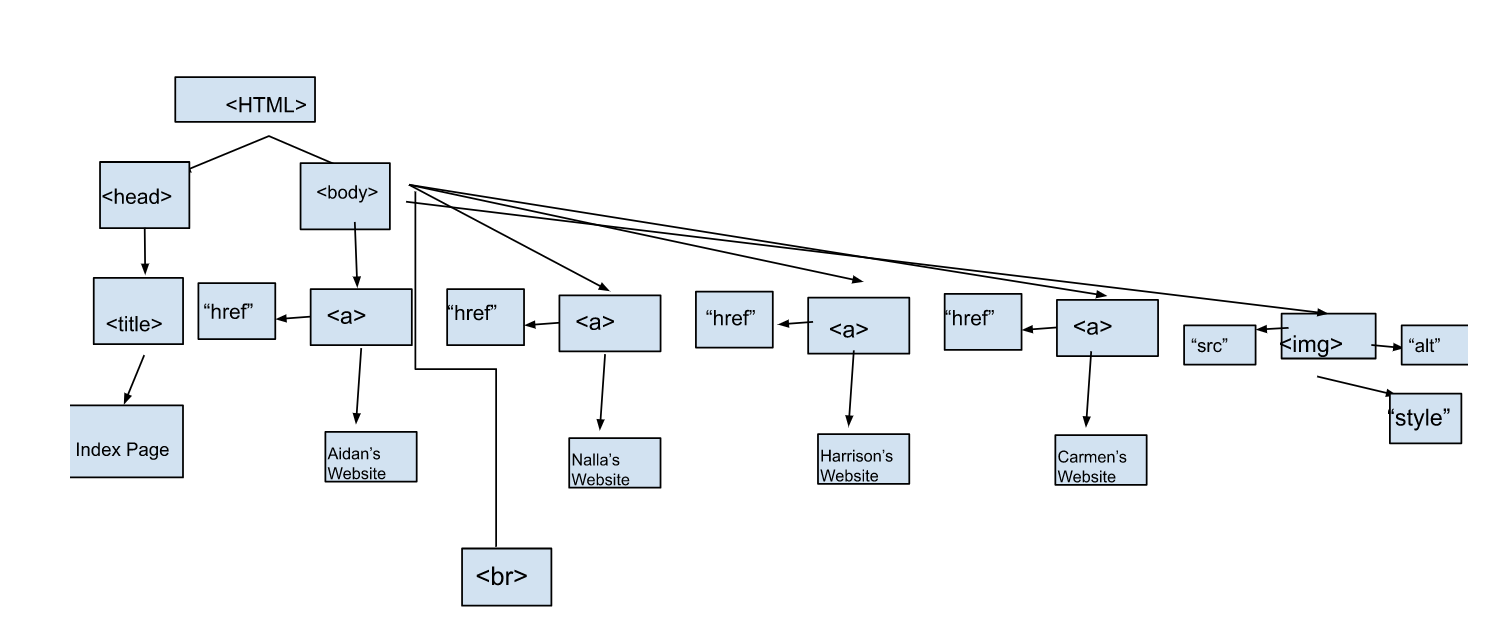 <HTML>
<head>
<body>
<title>
“href”
<a>
“href”
<a>
“href”
<a>
“href”
<a>
“src”
<img>
“alt”
“style”
Index Page
Aidan’s
Website
Nalla’s
Website
Harrison’s
Website
Carmen’s
Website
<br>